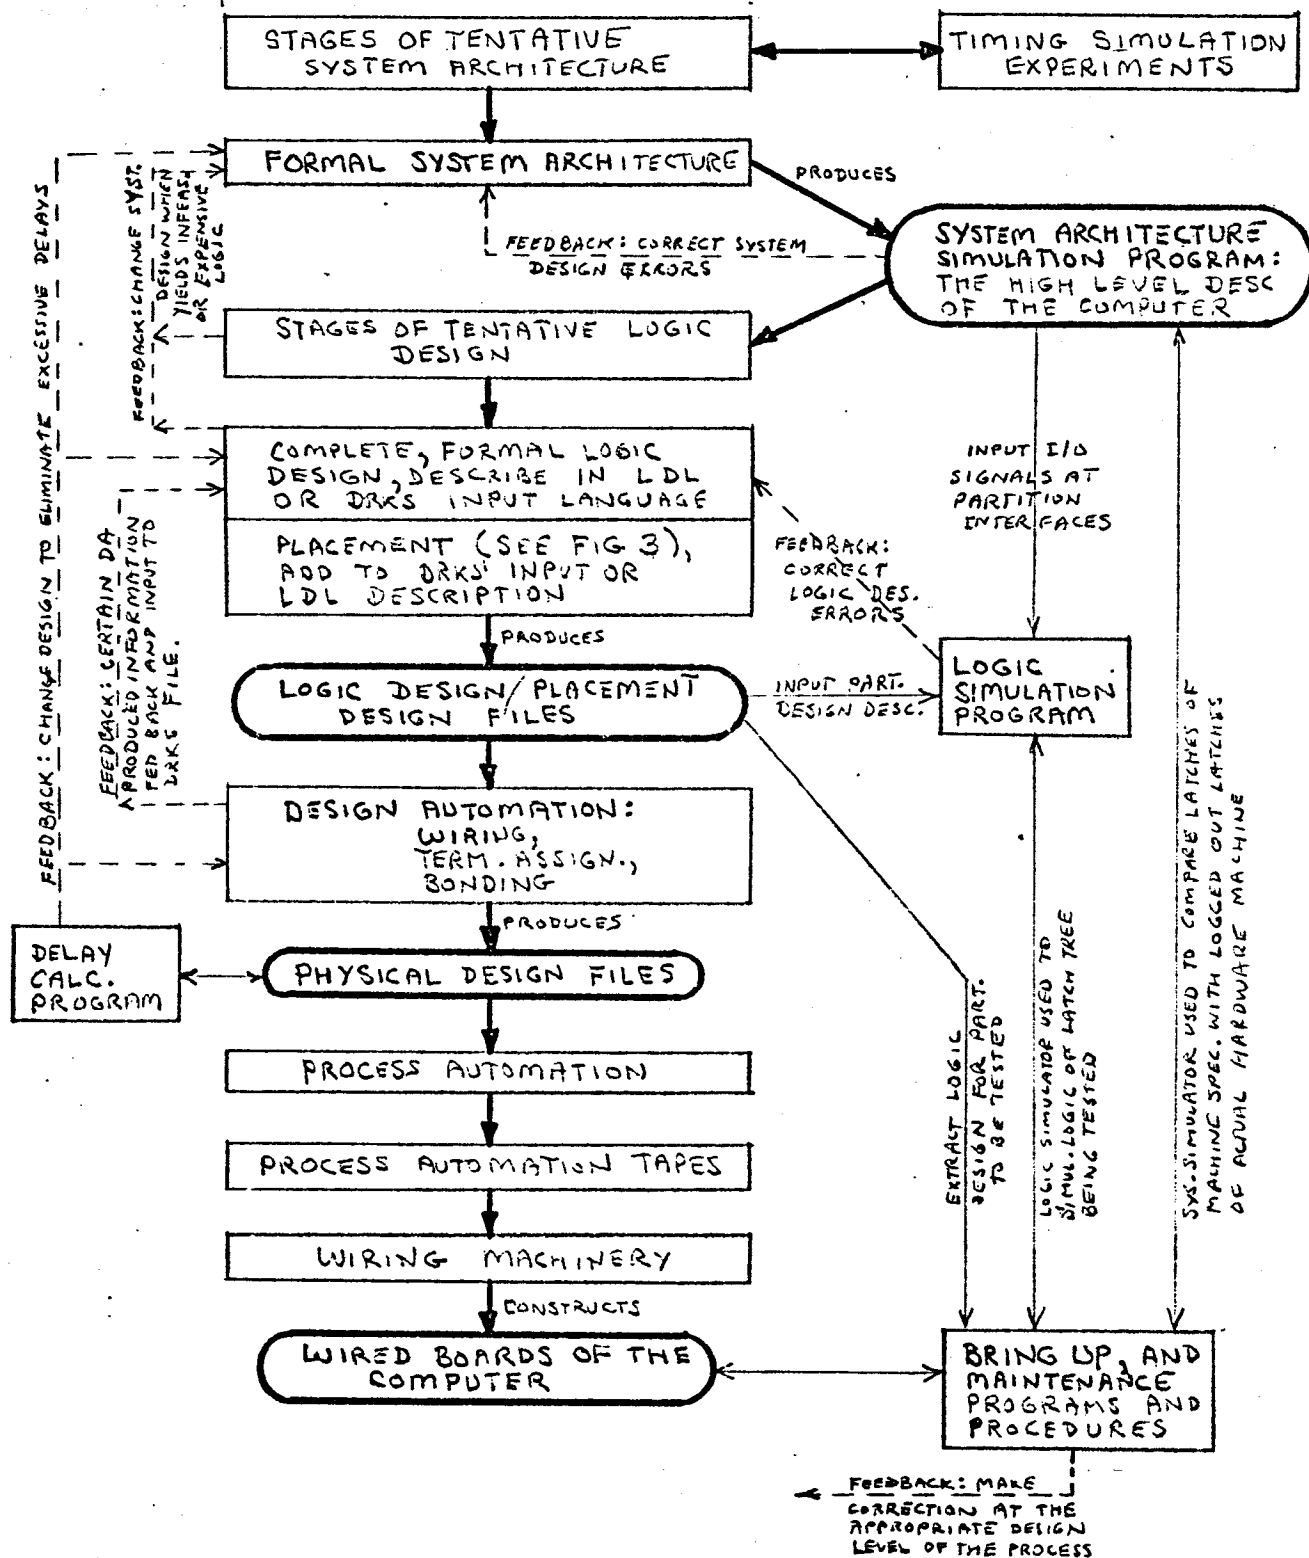 STAGES OF TENTATIVE
SYSTEM ARCHITECTURE
TIMING SIMULATION
EXPERIMENTS
FORMAL SYSTEM ARCHITECTURE
PRODUCES
FEEDBACK: CORRECT SYSTEM
DESIGN ERRORS
SYSTEM ARCHITECTURE
SIMULATION PROGRAM:
THE HIGH LEVEL DESC
OF THE COMPUTER
FEEDBACK: CHANGE SYST.
DESIGN WHEN
YIELDS INFEAS,
OR EXPENSIVE
LOGIC
STAGES OF TENTATIVE LOGIC
DESIGN
FEEDBACK: CHANGE DESIGN TO ELIMINATE EXCESSIVE DELAYS
COMPLETE, FORMAL LOGIC
DESIGN, DESCRIBE IN LDL
OR DRKS INPUT LANGUAGE
PLACEMENT (SEE FIG 3),
ADD TO DRKS' INPUT OR
LDL DESCRIPTION
INPUT I/O
SIGNALS AT
PARTITION
INTERFACES
FEEDBACK:
CORRECT
LOGIC DES.
ERRORS
PRODUCES
LOGIC DESIGN/PLACEMENT
DESIGN FILES
INPUT PART.
DESIGN DESC.
LOGIC
SIMULATION
PROGRAM
FEEDBACK: CERTAIN DA
PRODUCED INFORMATION
FED BACK AND INPUT TO
DRKS FILE.
DESIGN AUTOMATION:
WIRING,
TERM. ASSIGN.,
BONDING
PRODUCES
DELAY
CALC.
PROGRAM
PHYSICAL DESIGN FILES
PROCESS AUTOMATION
PROCESS AUTOMATION TAPES
WIRING MACHINERY
CONSTRUCTS
WIRED BOARDS OF THE
COMPUTER
EXTRACT LOGIC
DESIGN FOR PART.
TO BE TESTED
LOGIC SIMULATOR USED TO
SIMUL. LOGIC OF LATCH TREE
BEING TESTED
SYS. SIMULATOR USED TO COMPARE LATCHES OF
MACHINE SPEC. WITH LOGGED OUT LATCHES
OF ACTUAL HARDWARE MACHINE
BRING UP, AND
MAINTENANCE
PROGRAMS AND
PROCEDURES
FEEDBACK: MAKE
CORRECTION AT THE
APPROPRIATE DESIGN
LEVEL OF THE PROCESS